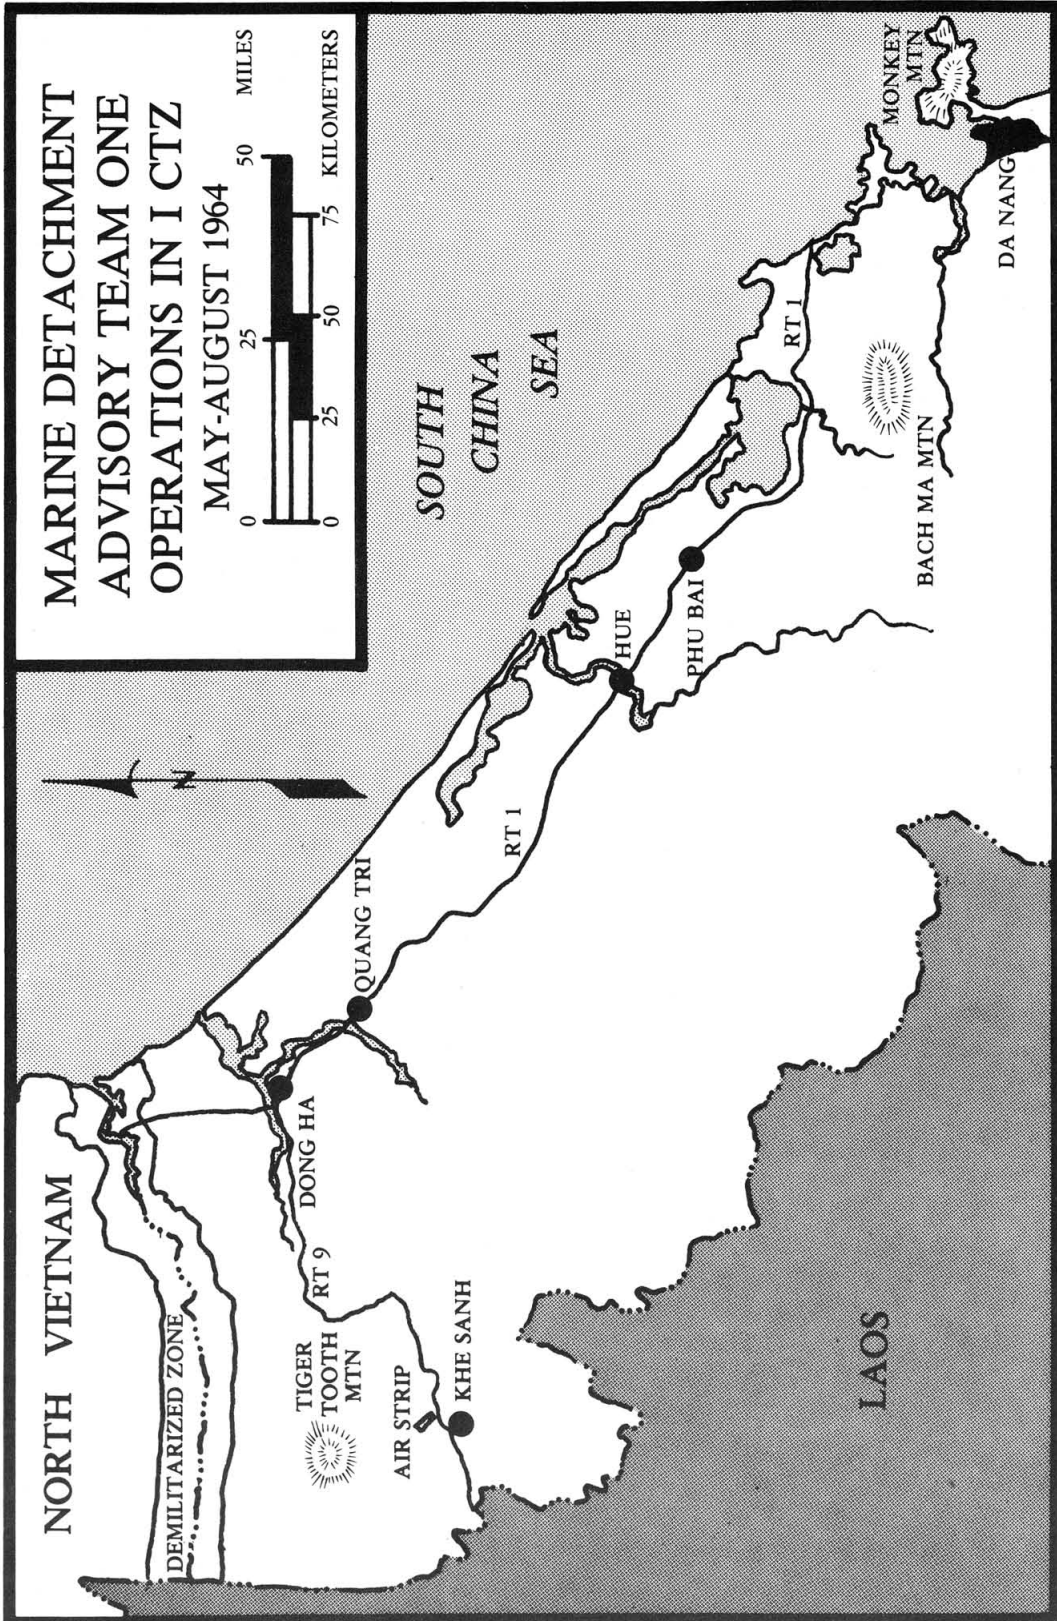 MARINE DETACHMENT
ADVISORY TEAM ONE
OPERATIONS IN I CTZ
MAY-AUGUST 1964
0 25 50 MILES
0 25 50 75 KILOMETERS
NORTH VIETNAM
DEMILITARIZED ZONE
N
SOUTH
CHINA
SEA
DONG HA
QUANG TRI
RT 9
TIGER
TOOTH
MTN
AIR STRIP
KHE SANH
RT 1
HUE
PHU BAI
RT 1
MONKEY
MTN
DA NANG
BACH MA MTN
LAOS